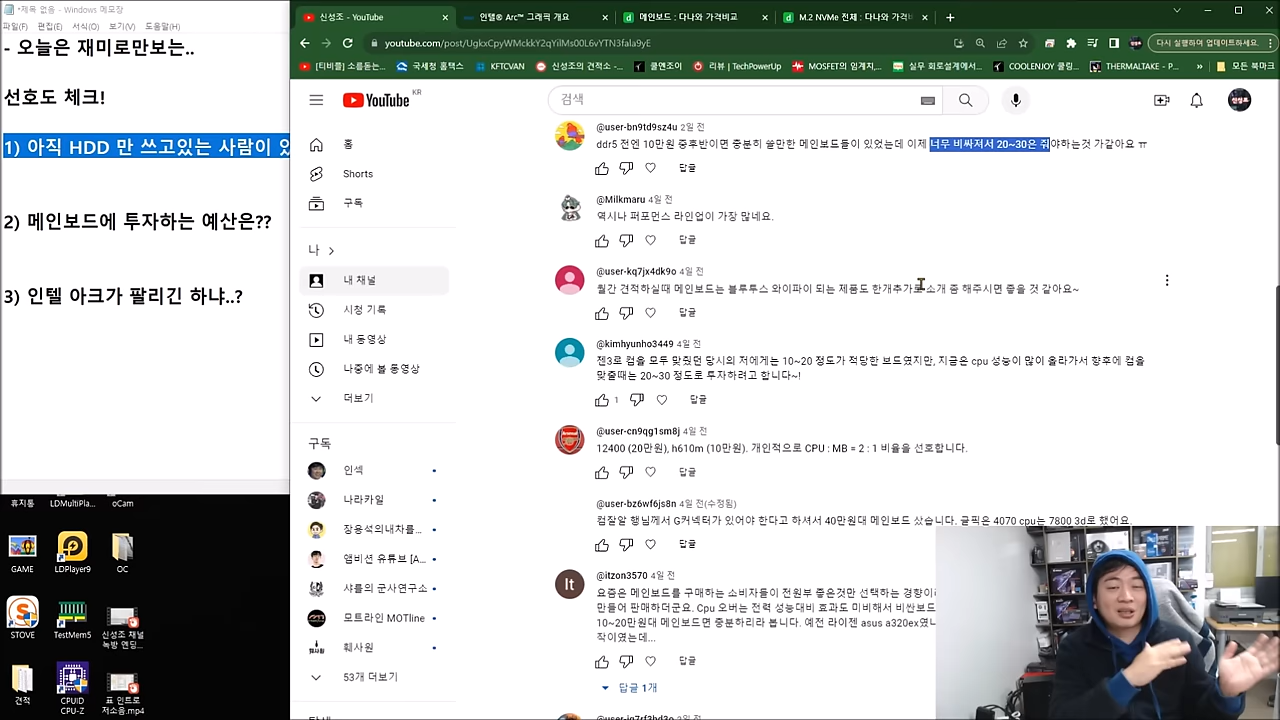 *제목 없음 - Windows 메모장
파일(F) 편집(E) 서식(O) 보기(V) 도움말(H)
- 오늘은 재미로만보는..
선호도 체크!
1) 아직 HDD 만 쓰고있는 사람이 있
2) 메인보드에 투자하는 예산은??
3) 인텔 아크가 팔리긴 하냐..?
휴지통 LDMultiPla... oCam
GAME LDPlayer9 OC
STOVE TestMem5 신성조 채널 녹방 엔딩...
견적 CPUID CPU-Z 표 인트로 저소음.mp4
신성조 - YouTube
인텔® Arc™ 그래픽 개요
메인보드 : 다나와 가격비교
M.2 NVMe 전체 : 다나와 가격비
youtube.com/post/UgkxCpyWMckkY2qYilMs00L6vYTN3fala9yE
다시 실행하여 업데이트하세요.
[티비플] 소름돋는...
국세청 홈택스
KFTCVAN
신성조의 견적소 -...
쿨엔조이
리뷰 | TechPowerUp
MOSFET의 임계치,...
실무 회로설계에서...
COOLENJOY 쿨링...
THERMALTAKE - P...
모든 북마크
YouTube KR
검색
홈
Shorts
구독
나
내 채널
시청 기록
내 동영상
나중에 볼 동영상
더보기
구독
인섹
나라카일
장용석의내차를...
앰비션 유튜브 [A...
샤를의 군사연구소
모트라인 MOTline
훿사원
53개 더보기
@user-bn9td9sz4u 2일 전
ddr5 전엔 10만원 중후반이면 충분히 쓸만한 메인보드를 살수 있었는데 이제 너무 비싸져서 20~30은 줘야하는것 가같아요 ㅠ
답글
@Milkmaru 4일 전
역시나 퍼포먼스 라인업이 가장 많네요.
답글
@user-kq7jx4dk9o 4일 전
월간 견적하실때 메인보드는 블루투스 와이파이 되는 제품도 한개추가로 소개 좀 해주시면 좋을 것 같아요~
답글
@kimhyunho3449 4일 전
젠3로 컴을 모두 맞췄던 당시의 저에게는 10~20 정도가 적당한 보드였지만, 지금은 cpu 성능이 많이 올라가서 향후에 컴을
맞출때는 20~30 정도로 투자하려고 합니다~!
1 답글
@user-cn9qg1sm8j 4일 전
12400 (20만원), h610m (10만원). 개인적으로 CPU : MB = 2 : 1 비율을 선호합니다.
답글
@user-bz6wf6js8n 4일 전(수정됨)
컴잘알 행님께서 G커넥터가 있어야 한다고 하셔서 40만원대 메인보드 샀습니다. 글픽은 4070 cpu는 7800 3d로 했어요.
답글
It
@itzon3570 4일 전
요즘은 메인보드를 구매하는 소비자들이 전원부 좋은것만 선택하는 경향이
만들어 판매하더군요. Cpu 오버는 전력 성능대비 효과도 미비해서 비싼보드
10~20만원대 메인보드면 충분하리라 봅니다. 예전 라이젠 asus a320ex였
작이였는데...
답글
답글 1개